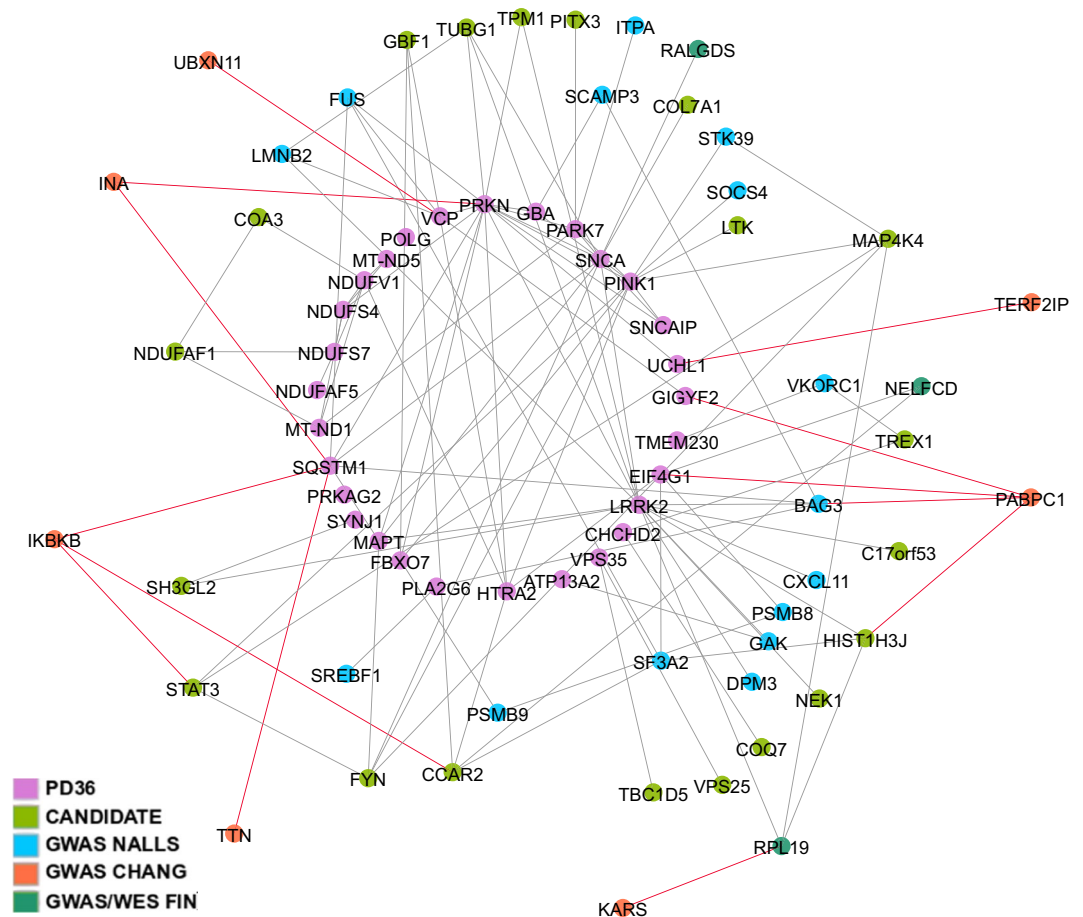 TPM1
PITX3
ITPA
TUBG1
GBF1
RALGDS
UBXN11
FUS
SCAMP3
COL7A1
STK39
LMNB2
INA
SOCS4
PRKN
GBA
VCP
COA3
PARK7
LTK
POLG
MAP4K4
MT-ND5
SNCA
NDUFV1
PINK1
TERF2IP
NDUFS4
SNCAIP
NDUFAF1
NDUFS7
UCHL1
NDUFAF5
GIGYF2
VKORC1
NELFCD
MT-ND1
TMEM230
TREX1
SQSTM1
EIF4G1
PRKAG2
LRRK2
BAG3
PABPC1
SYNJ1
CHCHD2
IKBKB
MAPT
C17orf53
FBXO7
VPS35
SH3GL2
PLA2G6
HTRA2
ATP13A2
CXCL11
PSMB8
GAK
HIST1H3J
SREBF1
SF3A2
STAT3
DPM3
NEK1
PSMB9
COQ7
FYN
CCAR2
TBC1D5
VPS25
PD36
CANDIDATE
TTN
GWAS NALLS
RPL19
GWAS CHANG
GWAS/WES FIN
KARS